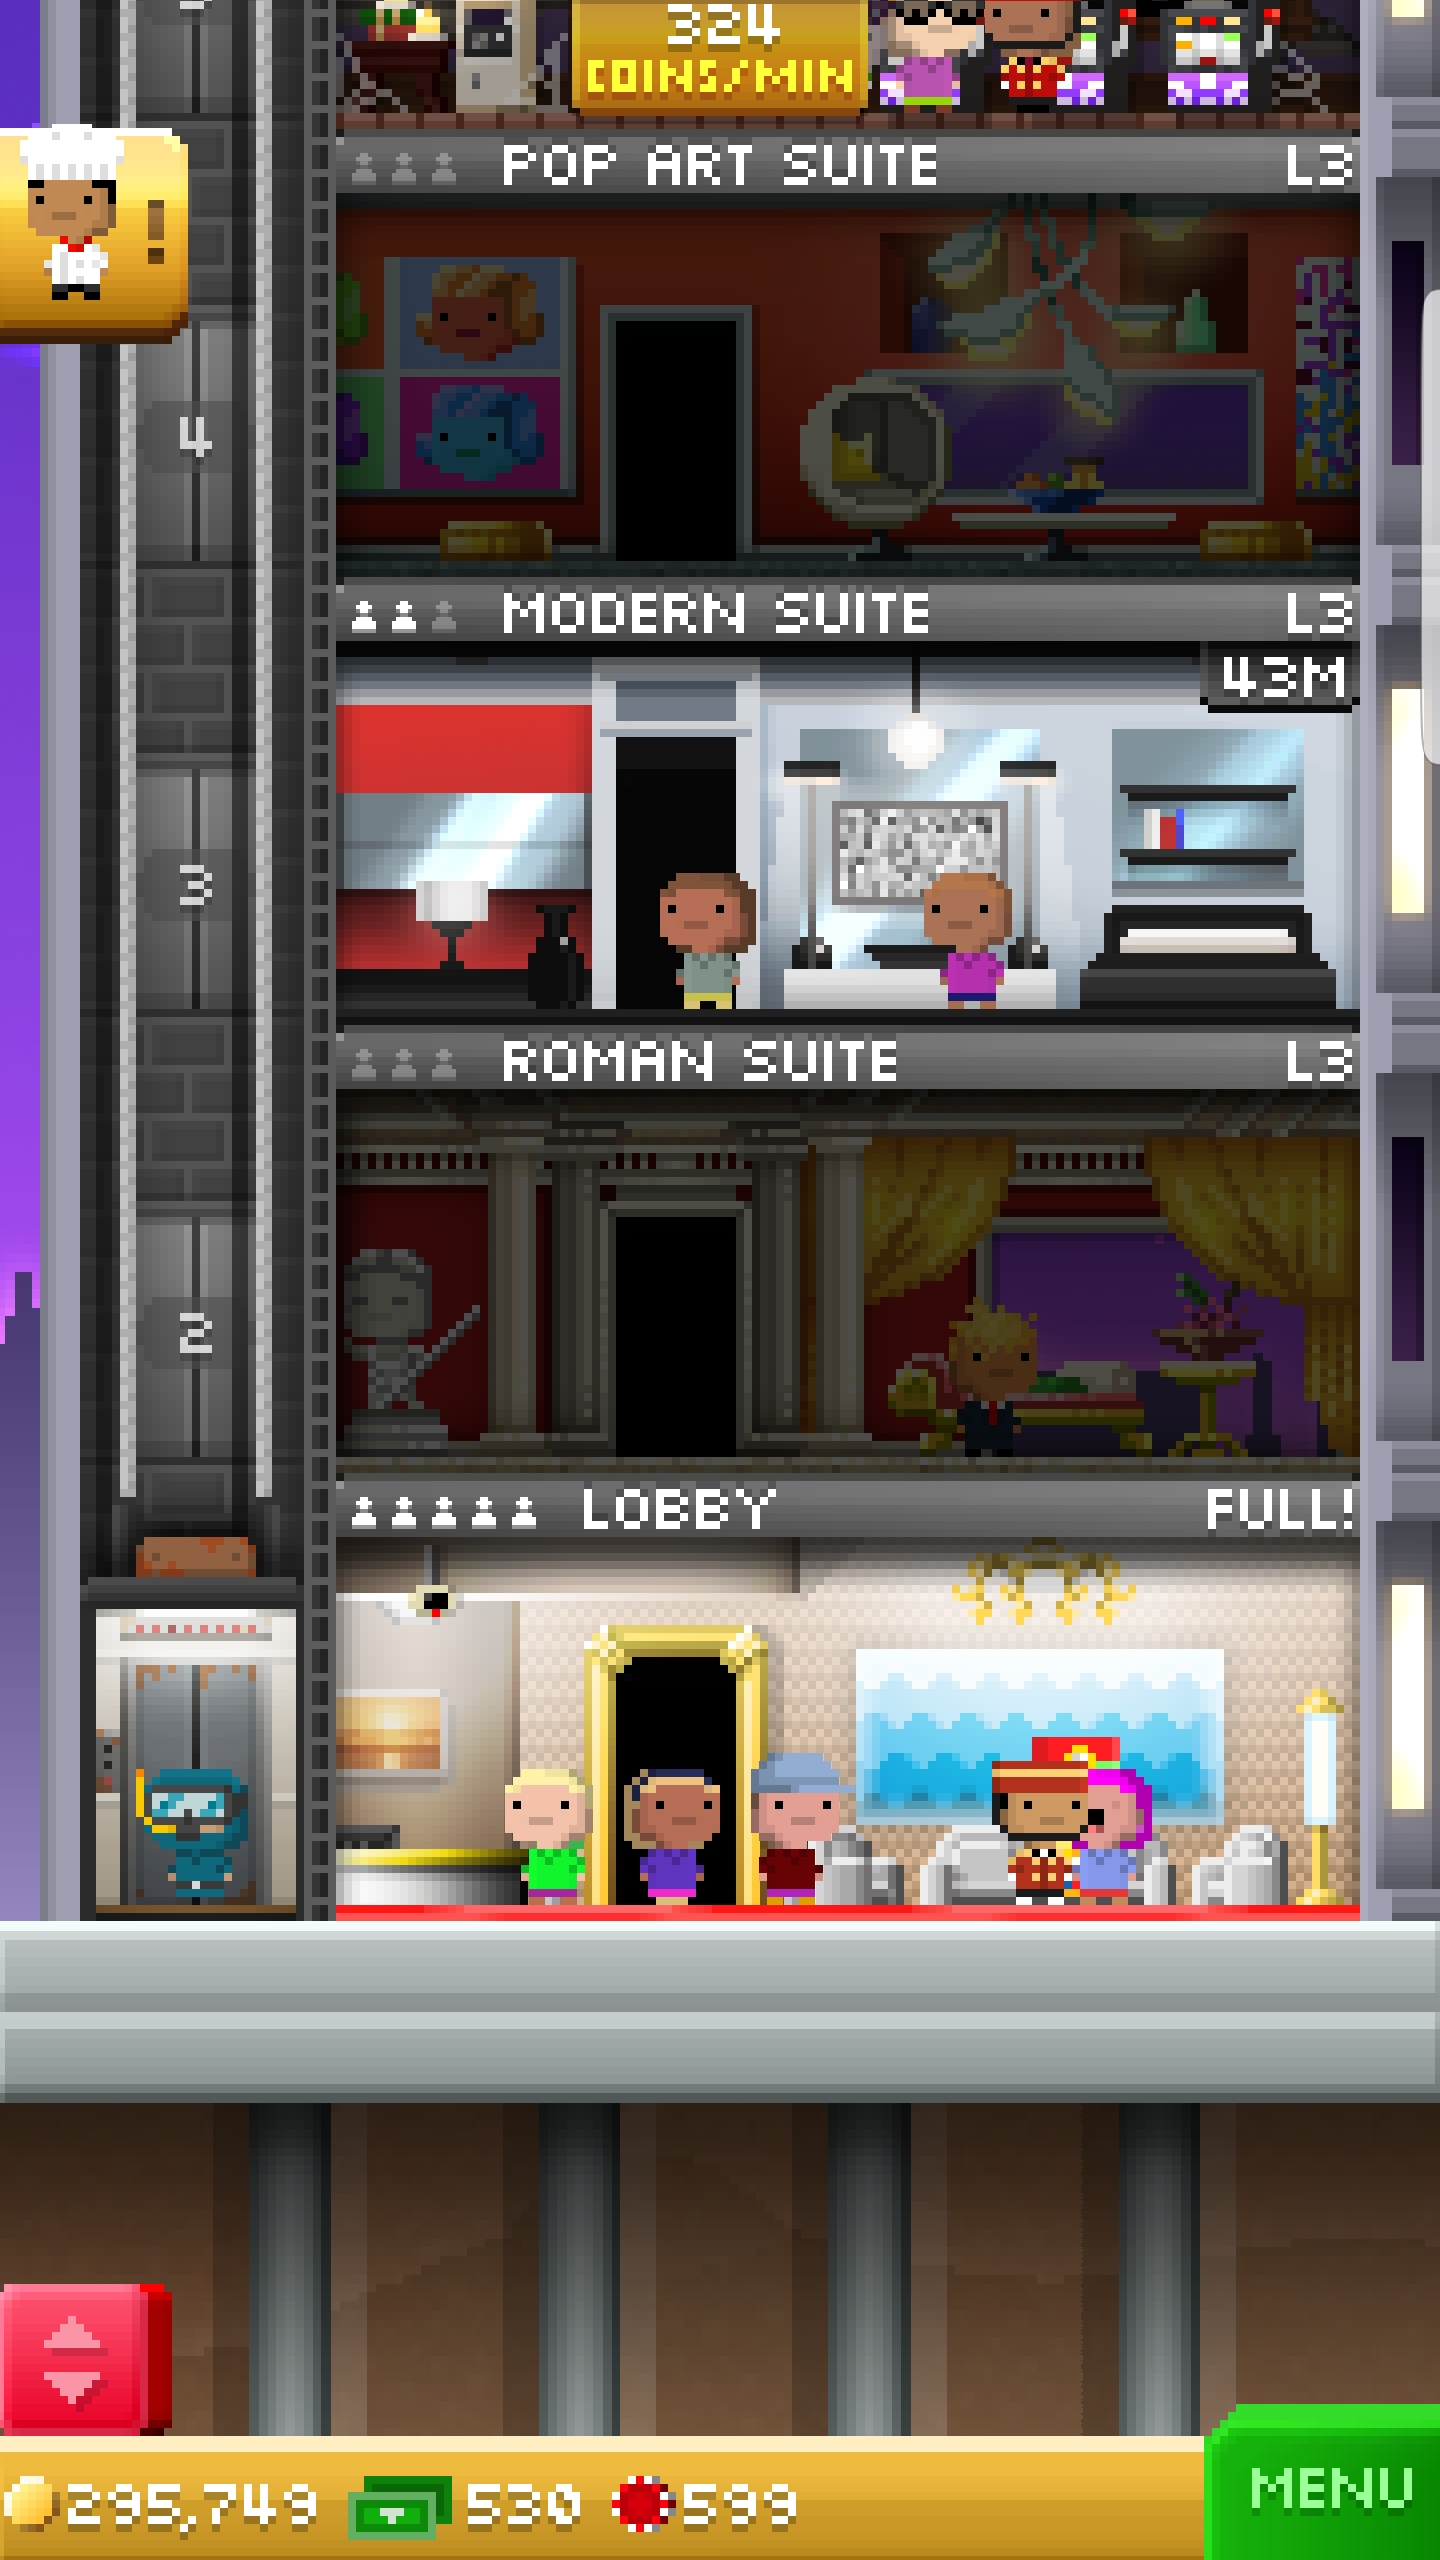 324
COINS/MIN
POP ART SUITE L3
!
4
MODERN SUITE L3
43M
3
ROMAN SUITE L3
2
LOBBY FULL!
295,749 530 599
MENU